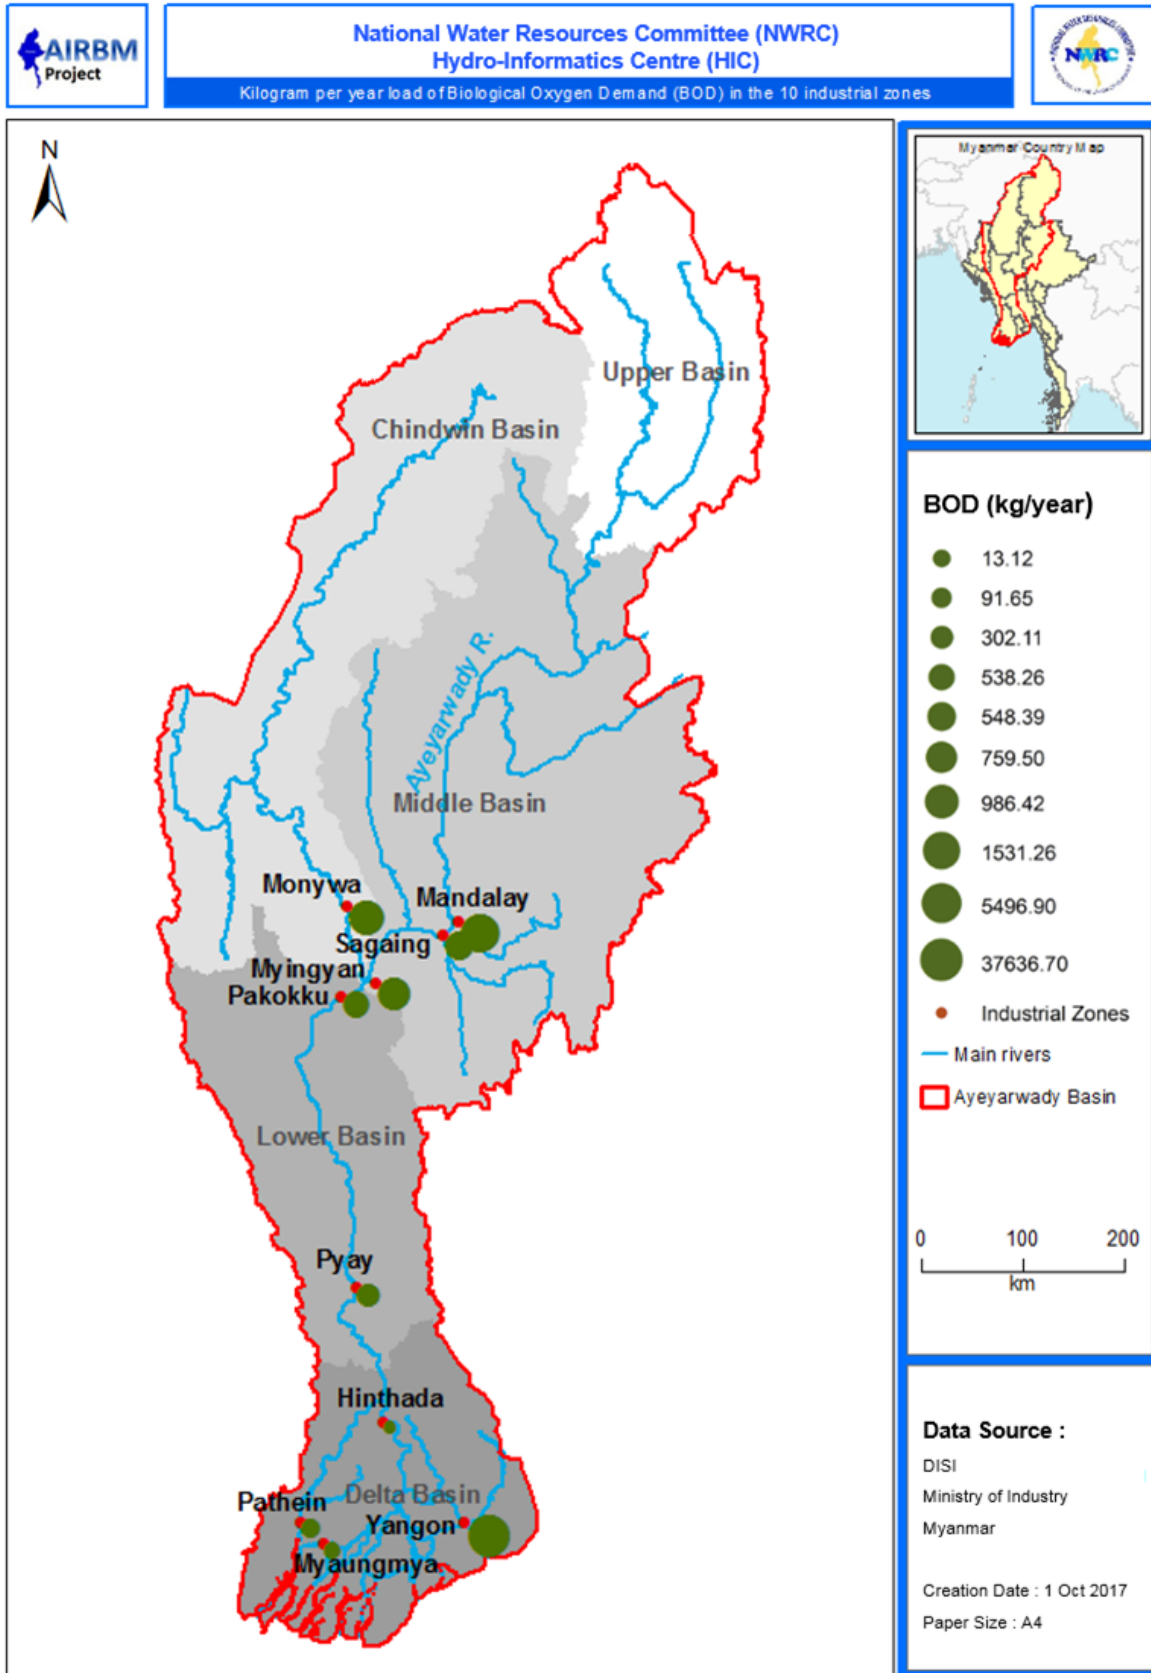 AIRBM
Project
National Water Resources Committee (NWRC)
Hydro-Informatics Centre (HIC)
Kilogram per year load of Biological Oxygen Demand (BOD) in the 10 industrial zones
NWRC
N
Myanmar Country Map
Upper Basin
Chindwin Basin
Ayeyarwady R.
Middle Basin
Monywa
Mandalay
Sagaing
Myingyan
Pakokku
Lower Basin
Pyay
Hinthada
Pathein
Delta Basin
Yangon
Myaungmya
BOD (kg/year)
13.12
91.65
302.11
538.26
548.39
759.50
986.42
1531.26
5496.90
37636.70
Industrial Zones
Main rivers
Ayeyarwady Basin
0 100 200
km
Data Source :
DISI
Ministry of Industry
Myanmar
Creation Date : 1 Oct 2017
Paper Size : A4